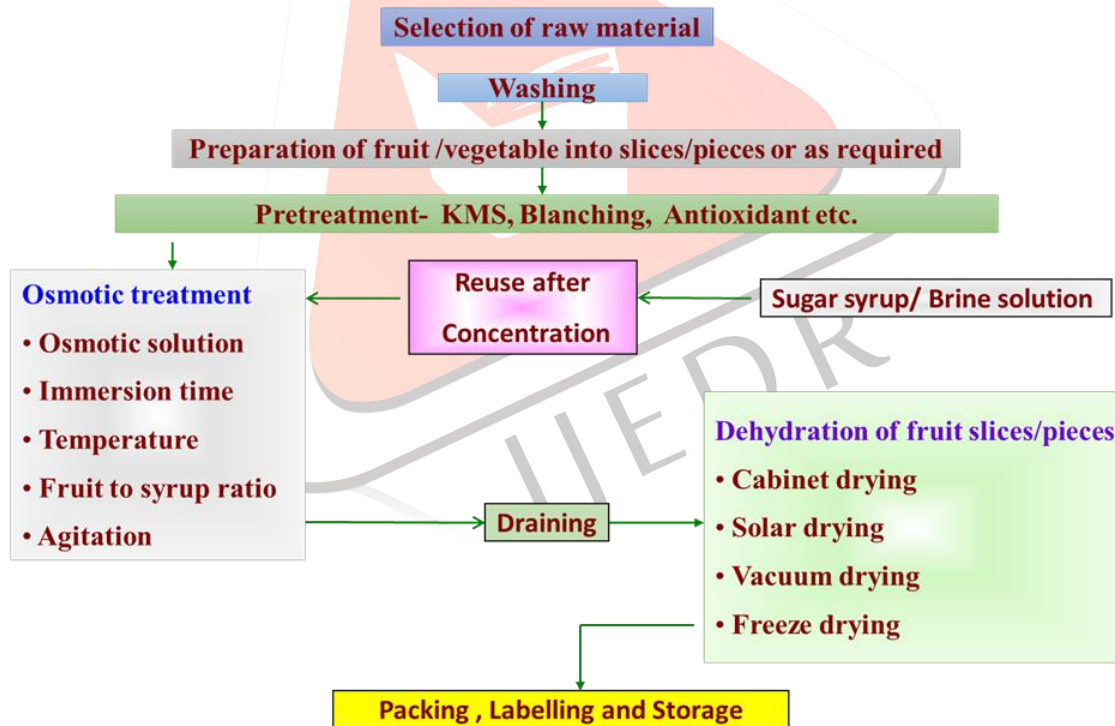 Selection of raw material
Washing
Preparation of fruit /vegetable into slices/pieces or as required
Pretreatment- KMS, Blanching, Antioxidant etc.
Osmotic treatment
• Osmotic solution
• Immersion time
• Temperature
• Fruit to syrup ratio
• Agitation
Reuse after
Concentration
Sugar syrup/ Brine solution
Draining
Dehydration of fruit slices/pieces
• Cabinet drying
• Solar drying
• Vacuum drying
• Freeze drying
Packing , Labelling and Storage
IJEDR